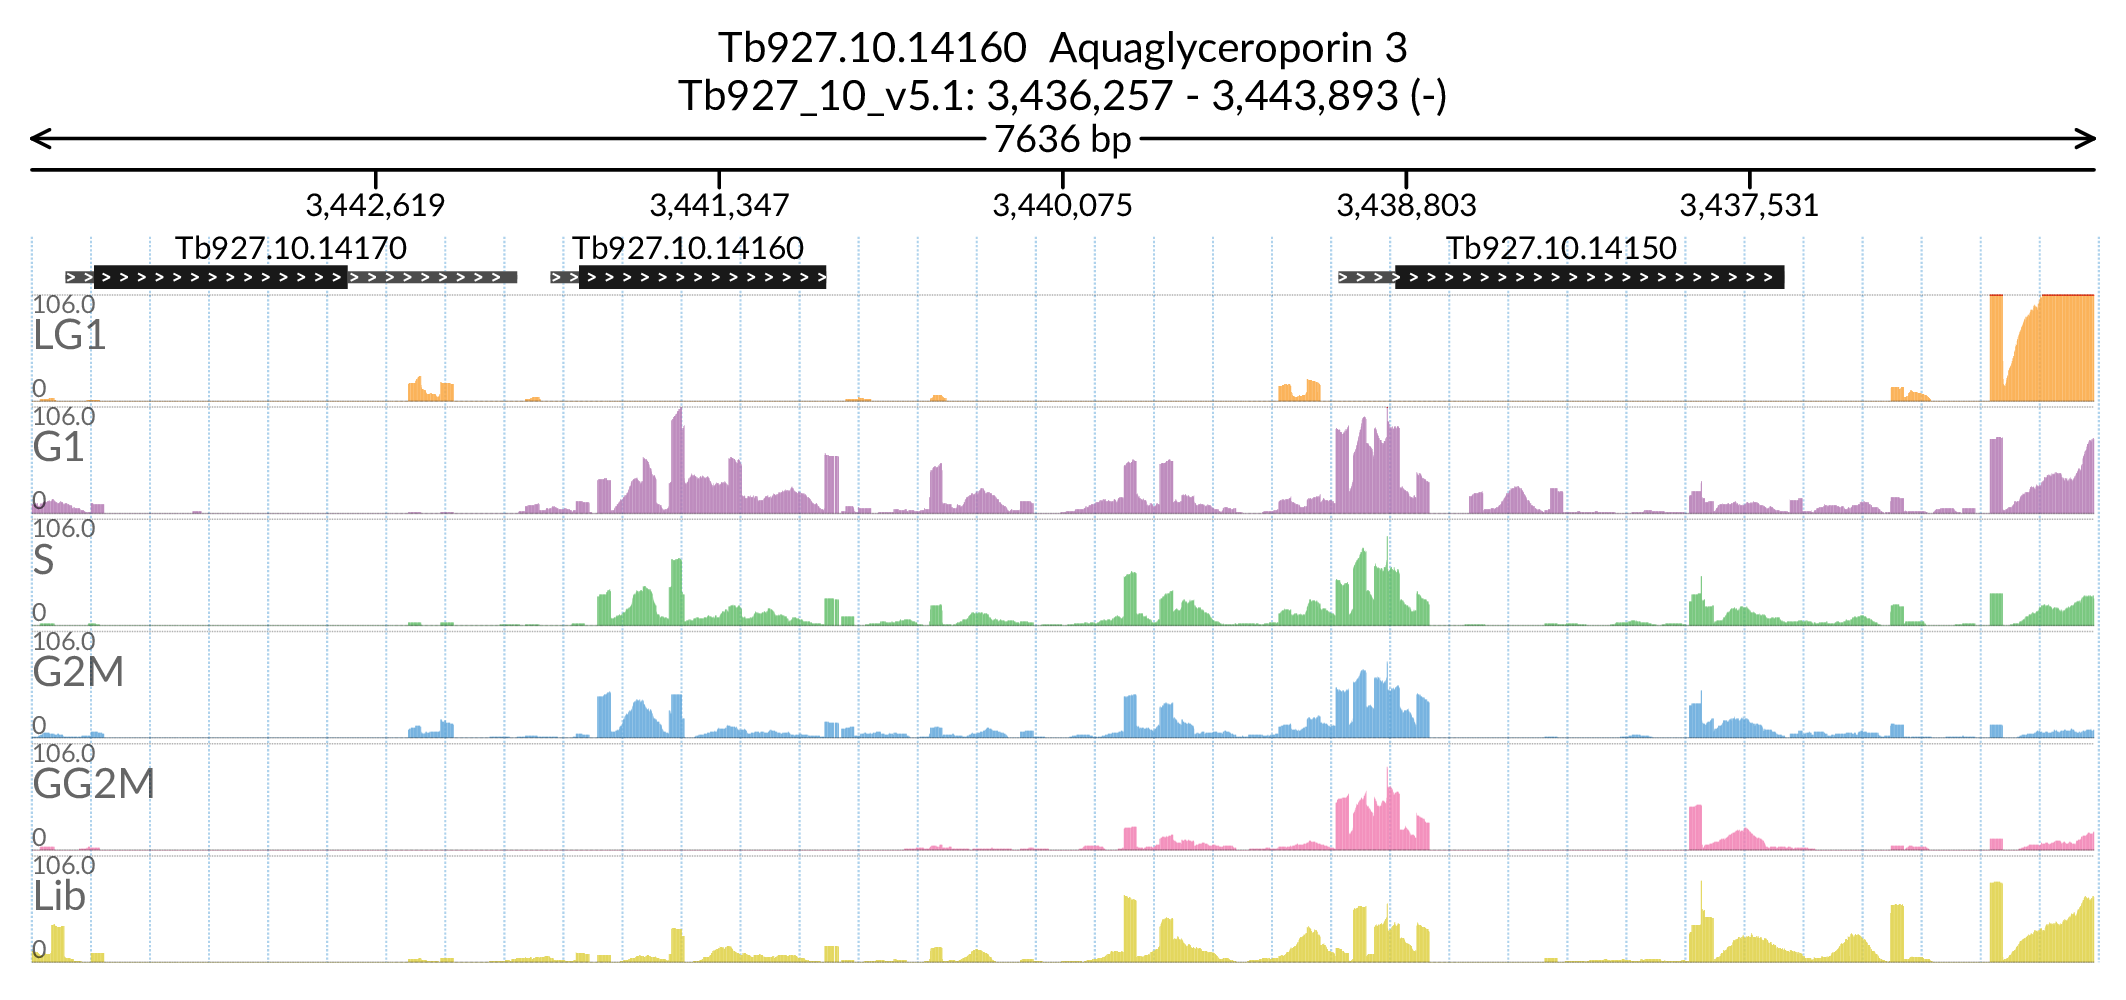 Tb927.10.14160 Aquaglyceroporin 3
Tb927_10_v5.1: 3,436,257 - 3,443,893 (-)
7636 bp
3,442,619 3,441,347 3,440,075 3,438,803 3,437,531
Tb927.10.14170 Tb927.10.14160 Tb927.10.14150
106.0
LG1
0
106.0
G1
0
106.0
S
0
106.0
G2M
0
106.0
GG2M
0
106.0
Lib
0